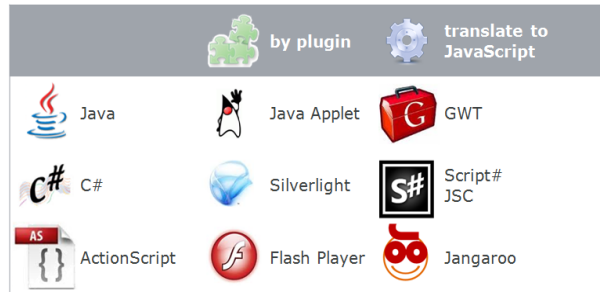 by plugin
translate to
JavaScript
Java
Java Applet
G
GWT
C#
C#
Silverlight
S#
Script#
JSC
AS
{ }
ActionScript
f
Flash Player
Jangaroo